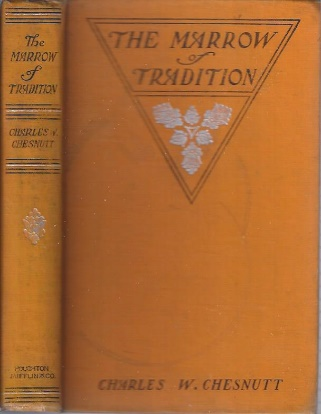 The
MARROW
of
TRADITION
CHARLES W.
CHESNUTT
HOUGHTON
MIFFLIN & CO.
THE MARROW
of
TRADITION
CHARLES W. CHESNUTT